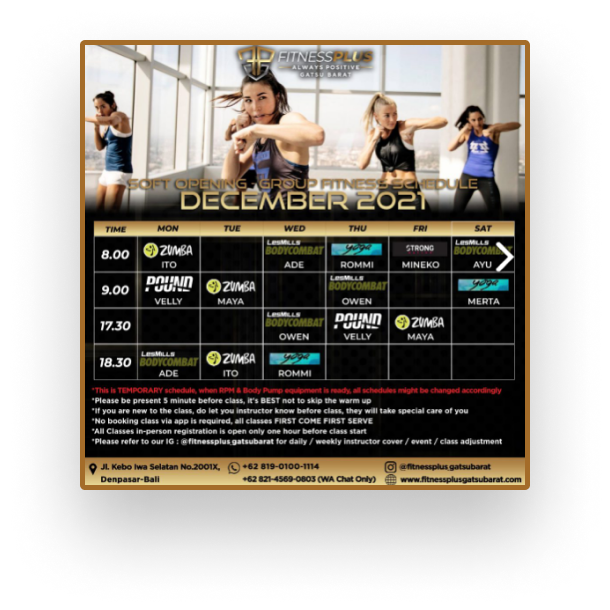 FITNESSPLUS
ALWAYS POSITIVE
GATSU BARAT
SOFT OPENING, GROUP FITNESS SCHEDULE
DECEMBER 2021
TIME MON TUE WED THU FRI SAT
8.00 ZUMBA LESMILLS BODYCOMBAT yoga STRONG LESMILLS BODYCOMBAT
ITO ADE ROMMI MINEKO AYU
9.00 POUND ZUMBA LESMILLS BODYCOMBAT yoga
VELLY MAYA OWEN MERTA
17.30 LESMILLS BODYCOMBAT POUND ZUMBA
OWEN VELLY MAYA
18.30 LESMILLS BODYCOMBAT ZUMBA yoga
ADE ITO ROMMI
*This is TEMPORARY schedule, when RPM & Body Pump equipment is ready, all schedules might be changed accordingly
*Please be present 5 minute before class, it's BEST not to skip the warm up
*If you are new to the class, do let you instructor know before class, they will take special care of you
*No booking class via app is required, all classes FIRST COME FIRST SERVE
*All Classes in-person registration is open only one hour before class start
*Please refer to our IG : @fitnessplus.gatsubarat for daily / weekly instructor cover / event / class adjustment
Jl. Kebo Iwa Selatan No.2001X, +62 819-0100-1114 @fitnessplus.gatsubarat
Denpasar-Bali +62 821-4569-0803 (WA Chat Only) www.fitnessplusgatsubarat.com